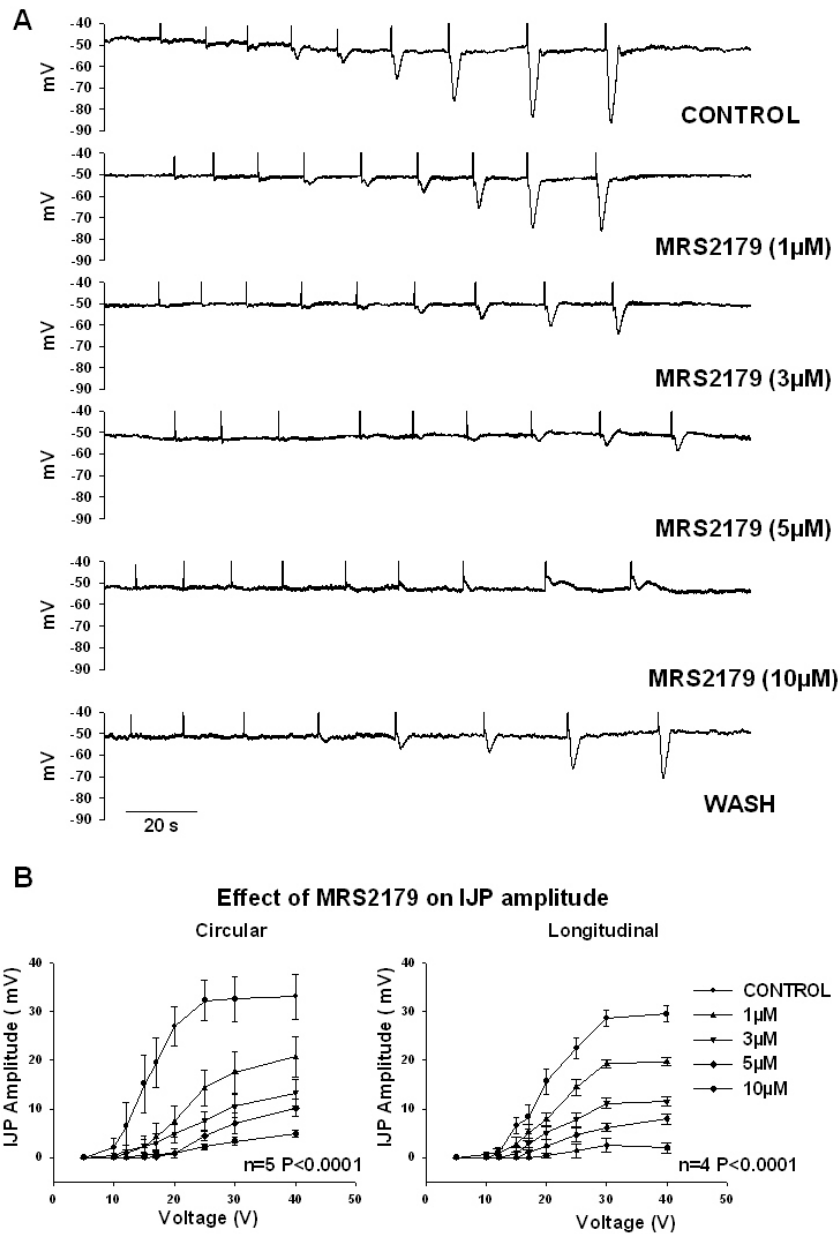 A
-40
-50
-60
-70
-80
-90
mV
CONTROL
-40
-50
-60
-70
-80
-90
mV
MRS2179 (1µM)
-40
-50
-60
-70
-80
-90
mV
MRS2179 (3µM)
-40
-50
-60
-70
-80
-90
mV
MRS2179 (5µM)
-40
-50
-60
-70
-80
-90
mV
MRS2179 (10µM)
-40
-50
-60
-70
-80
-90
mV
WASH
20 s
B
Effect of MRS2179 on IJP amplitude
Circular
40
30
20
10
0
IJP Amplitude ( mV)
n=5 P<0.0001
0 10 20 30 40 50
Voltage (V)
Longitudinal
40
30
20
10
0
IJP Amplitude ( mV)
n=4 P<0.0001
0 10 20 30 40 50
Voltage (V)
CONTROL
1µM
3µM
5µM
10µM